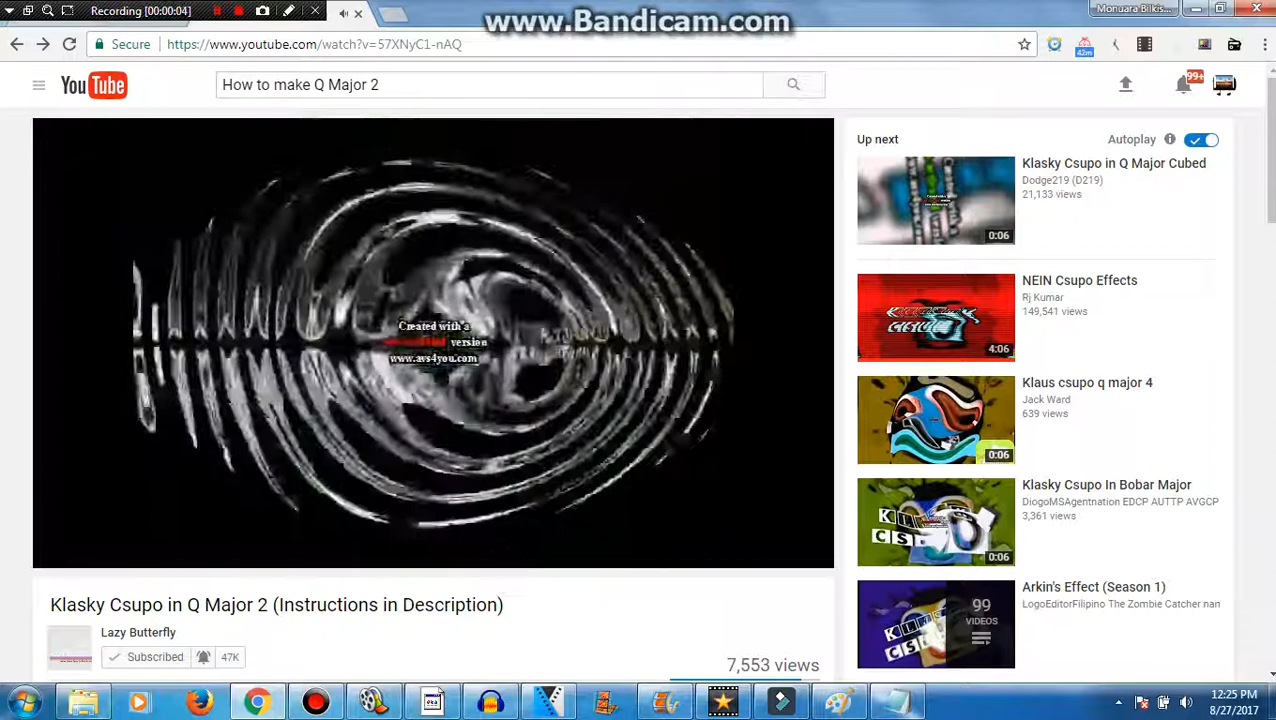 Recording [00:00:04]
www.Bandicam.com
Monuara Bilkis...
Secure
https://www.youtube.com/watch?v=F7XNyC1-rAQ
42m
YouTube
How to make Q Major 2
99+
Up next
Autoplay
Klasky Csupo in Q Major Cubed
Dodge219 (D219)
21,133 views
0:06
NEIN Csupo Effects
Rj Kumar
149,541 views
4:06
Created with a
version
www.avs4you.com
Klaus csupo q major 4
Jack Ward
639 views
0:06
Klasky Csupo In Bobar Major
DiogoMSAgentnation EDCP AUTTP AVGCP
3,361 views
0:06
Arkin's Effect (Season 1)
LogoEditorFilipino The Zombie Catcher nan
99
VIDEOS
Klasky Csupo in Q Major 2 (Instructions in Description)
Lazy Butterfly
Subscribed
47K
7,553 views
12:25 PM
8/27/2017